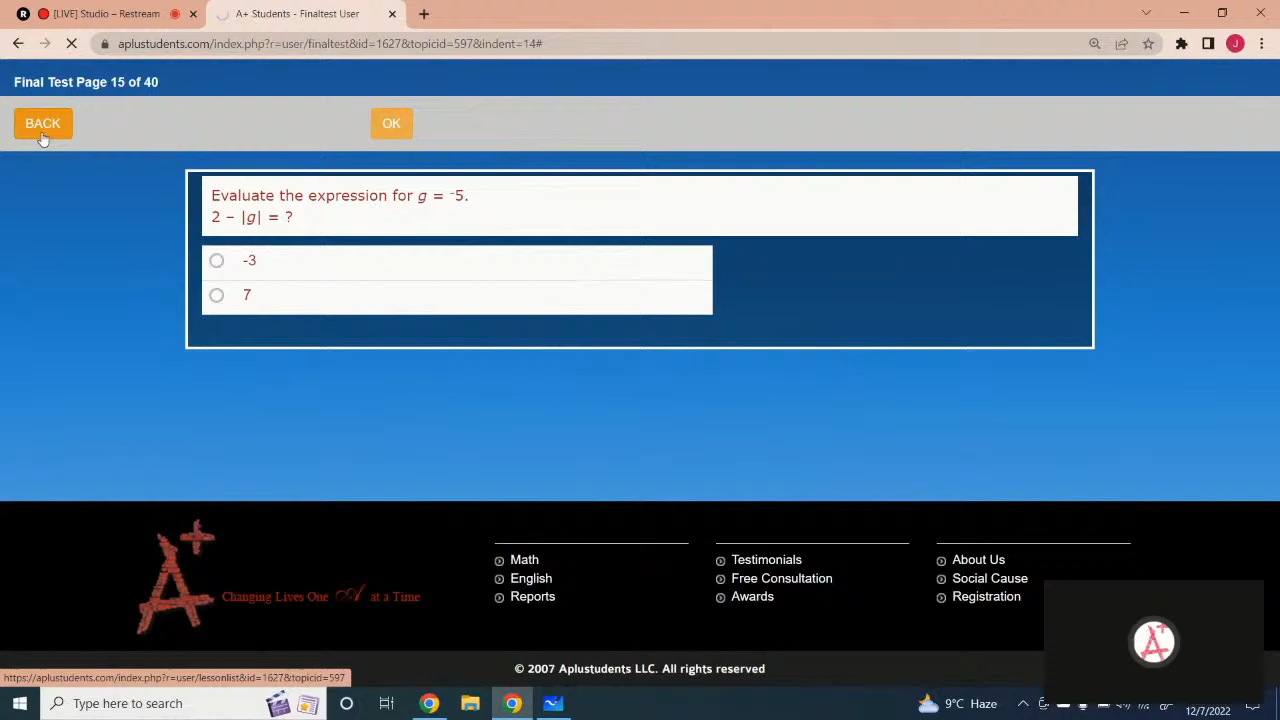 [LIVE] Studio – Restream
A+ Students - Finaltest User
aplustudents.com/index.php?r=user/finaltest&id=1627&topicid=597&indent=14#
J
Final Test Page 15 of 40
BACK
OK
Evaluate the expression for g = ⁻5.
2 – |g| = ?
-3
7
A+
Changing Lives One A at a Time
Math
English
Reports
Testimonials
Free Consultation
Awards
About Us
Social Cause
Registration
A+
© 2007 Aplustudents LLC. All rights reserved
https://aplustudents.com/index.php?r=user/lessonlist&id=1627&topicid=597
Type here to search
9°C Haze
12/7/2022